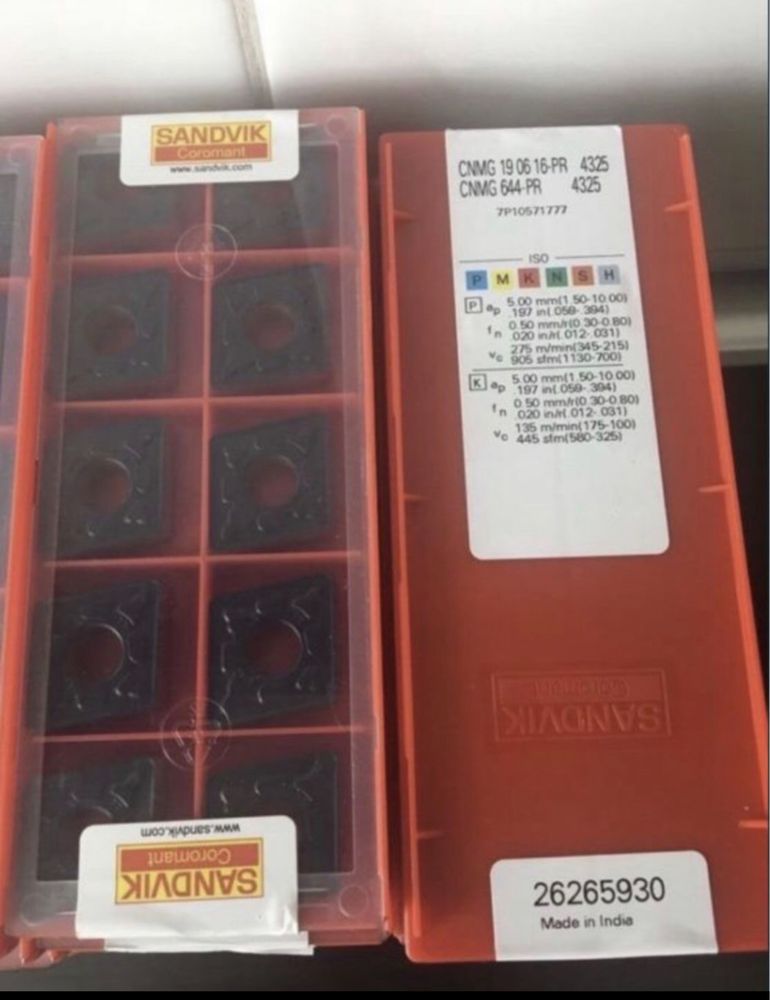 SANDVIK
Coromant
www.sandvik.com
www.sandvik.com
Coromant
SANDVIK
CNMG 19 06 16-PR 4325
CNMG 644-PR 4325
7P10571777
ISO
P M K N S H
P ap 5.00 mm(1.50-10.00)
.197 in(.059-.394)
fn 0.50 mm/r(0.30-0.80)
.020 in/r(.012-.031)
vc 275 m/min(345-215)
905 sfm(1130-700)
K ap 5.00 mm(1.50-10.00)
.197 in(.059-.394)
fn 0.50 mm/r(0.30-0.80)
.020 in/r(.012-.031)
vc 135 m/min(175-100)
445 sfm(580-325)
Coromant
SANDVIK
26265930
Made in India